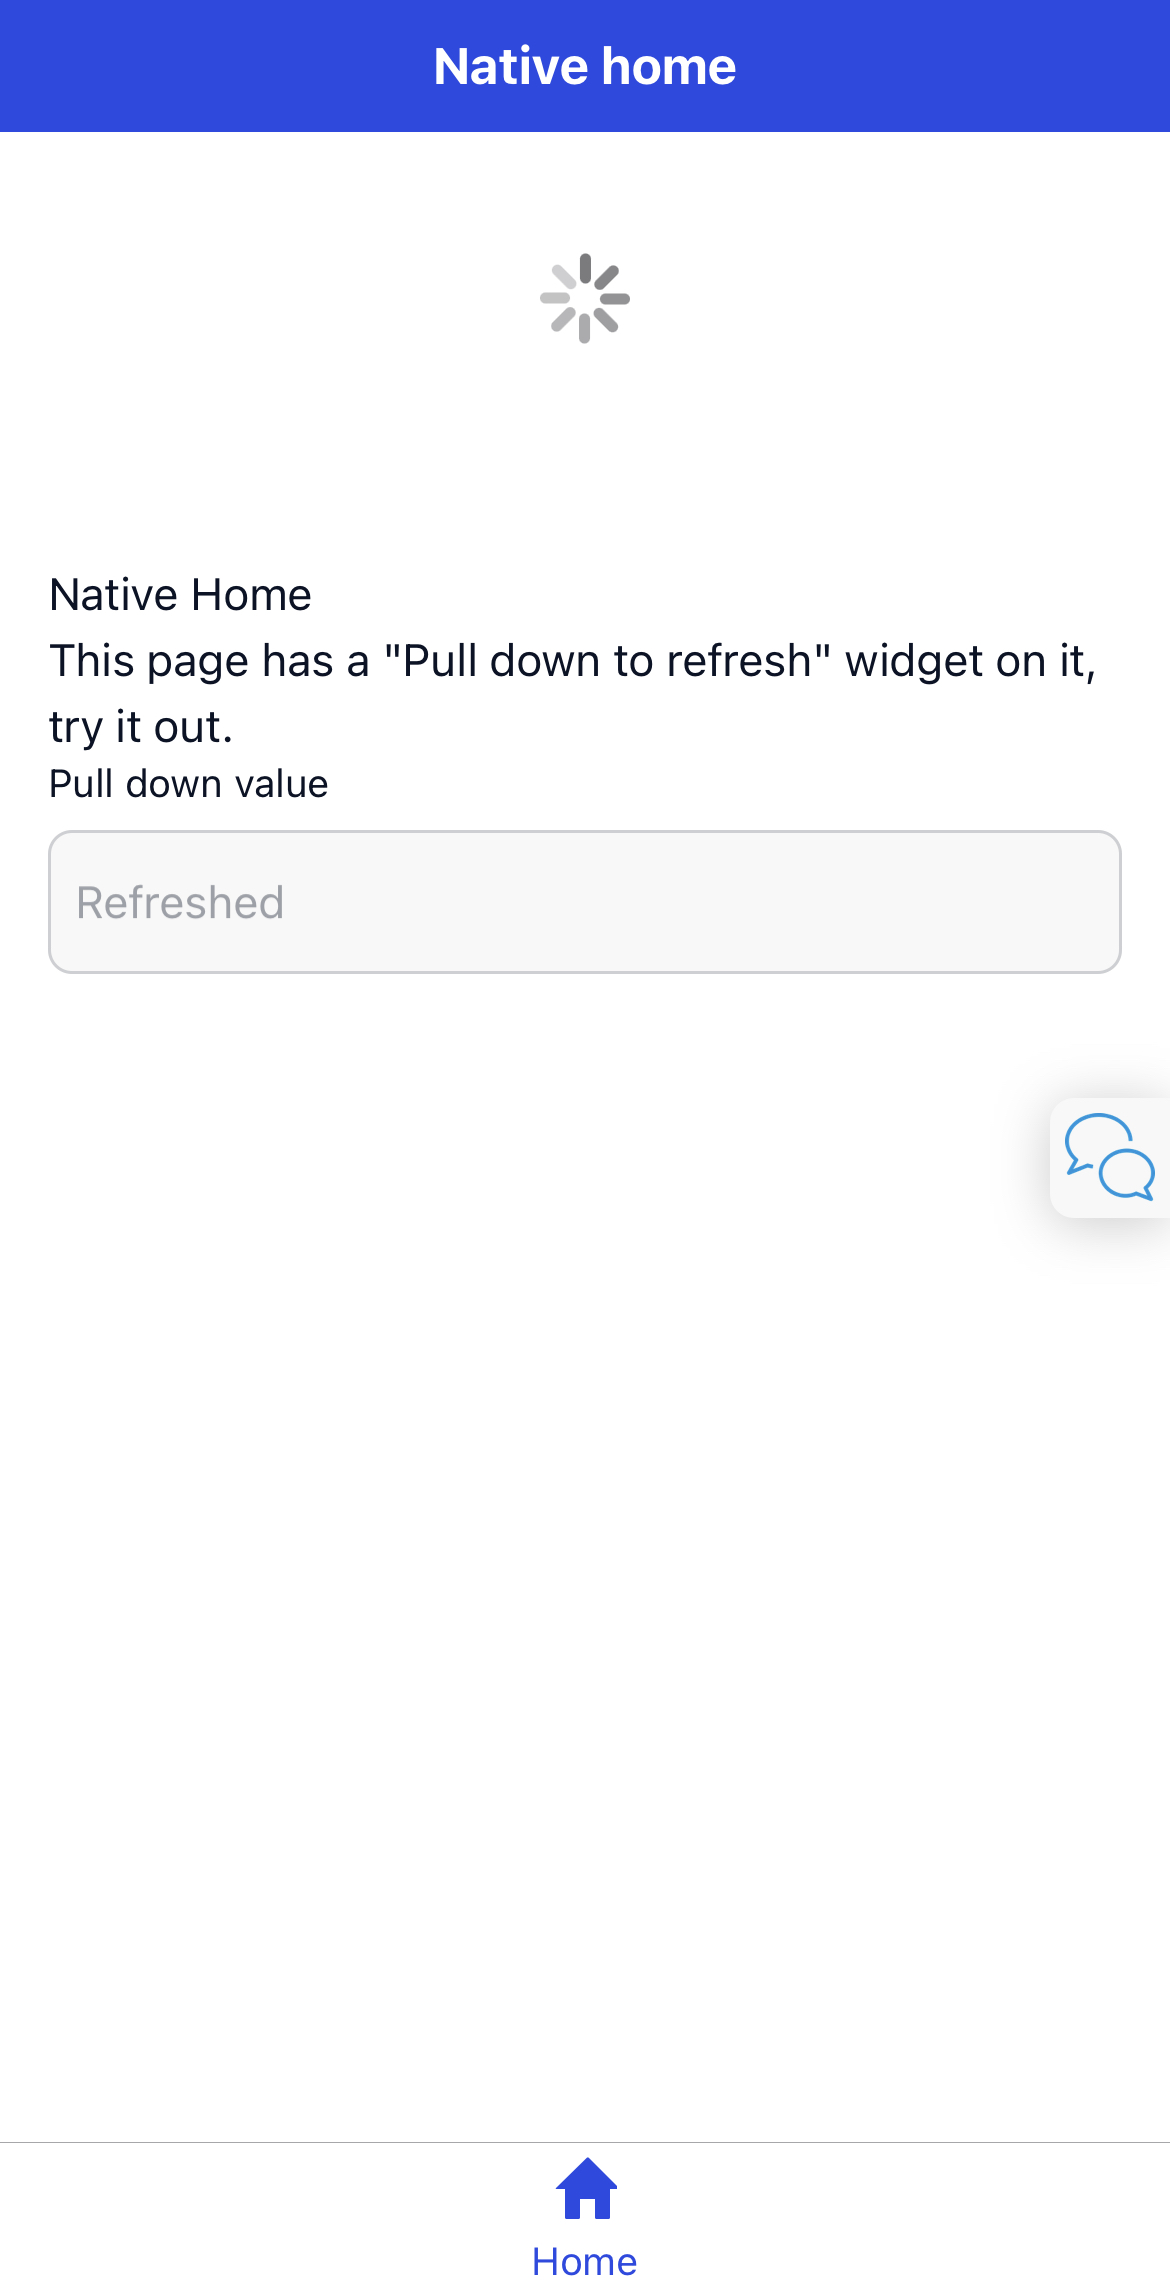 Native home
Native Home
This page has a "Pull down to refresh" widget on it,
try it out.
Pull down value
Refreshed
Home